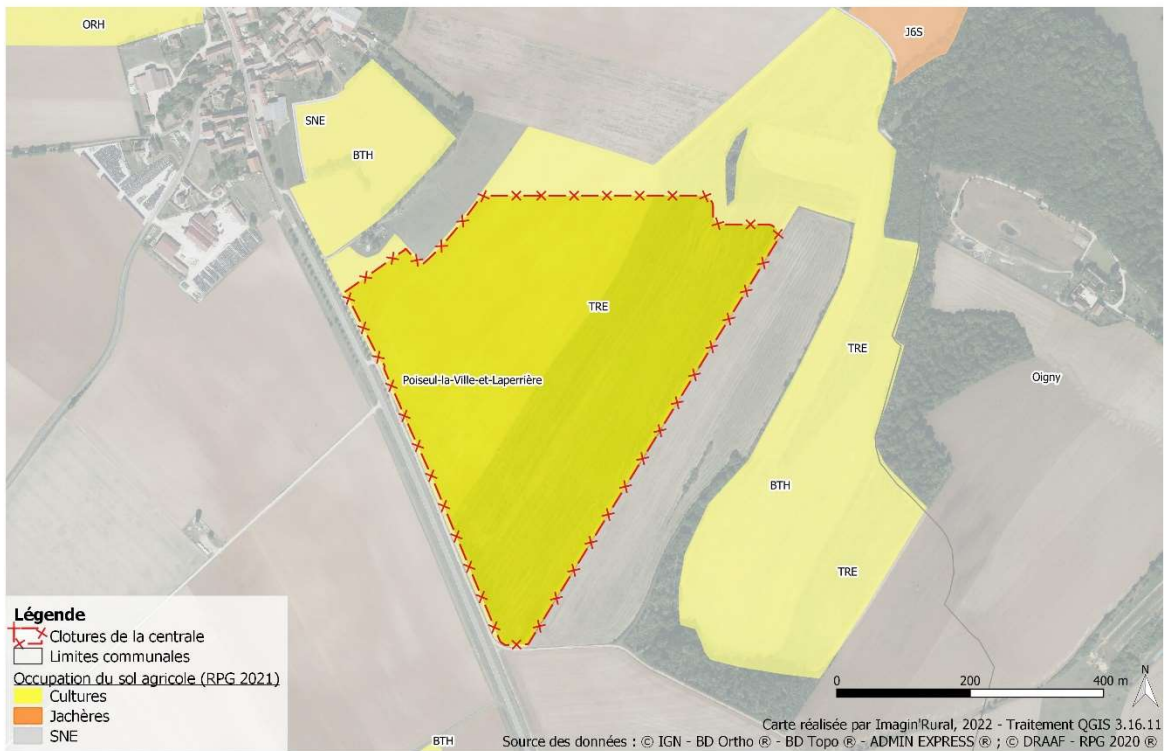 ORH
J6S
SNE
BTH
TRE
TRE
Poiseul-la-Ville-et-Laperrière
Oigny
BTH
TRE
BTH
Légende
Clotures de la centrale
Limites communales
Occupation du sol agricole (RPG 2021)
Cultures
Jachères
SNE
0 200 400 m
N
Carte réalisée par Imagin'Rural, 2022 - Traitement QGIS 3.16.11
Source des données : © IGN - BD Ortho ® - BD Topo ® - ADMIN EXPRESS ® ; © DRAAF - RPG 2020 ®